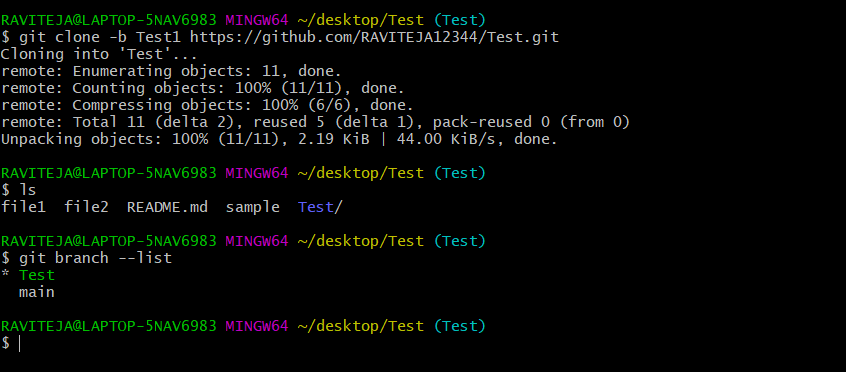 RAVITEJA@LAPTOP-5NAV6983 MINGW64 ~/desktop/Test (Test)
$ git clone -b Test1 https://github.com/RAVITEJA12344/Test.git
Cloning into 'Test'...
remote: Enumerating objects: 11, done.
remote: Counting objects: 100% (11/11), done.
remote: Compressing objects: 100% (6/6), done.
remote: Total 11 (delta 2), reused 5 (delta 1), pack-reused 0 (from 0)
Unpacking objects: 100% (11/11), 2.19 KiB | 44.00 KiB/s, done.
RAVITEJA@LAPTOP-5NAV6983 MINGW64 ~/desktop/Test (Test)
$ ls
file1  file2  README.md  sample  Test/
RAVITEJA@LAPTOP-5NAV6983 MINGW64 ~/desktop/Test (Test)
$ git branch --list
* Test
  main
RAVITEJA@LAPTOP-5NAV6983 MINGW64 ~/desktop/Test (Test)
$